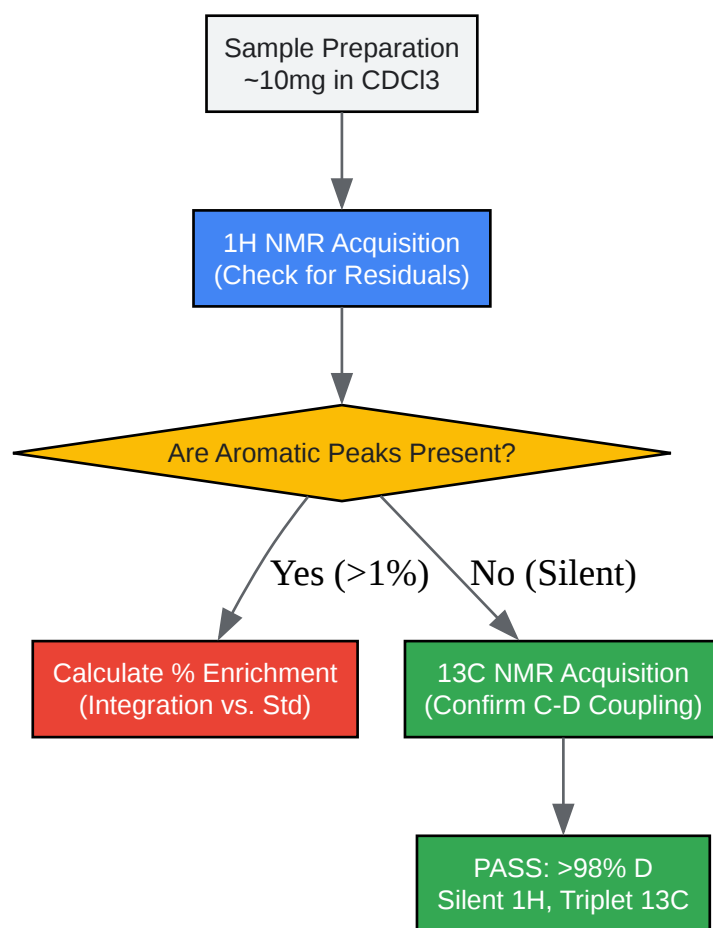 Sample Preparation
~10mg in CDCl3
1H NMR Acquisition
(Check for Residuals)
Are Aromatic Peaks Present?
Yes (>1%)
No (Silent)
Calculate % Enrichment
(Integration vs. Std)
13C NMR Acquisition
(Confirm C-D Coupling)
PASS: >98% D
Silent 1H, Triplet 13C